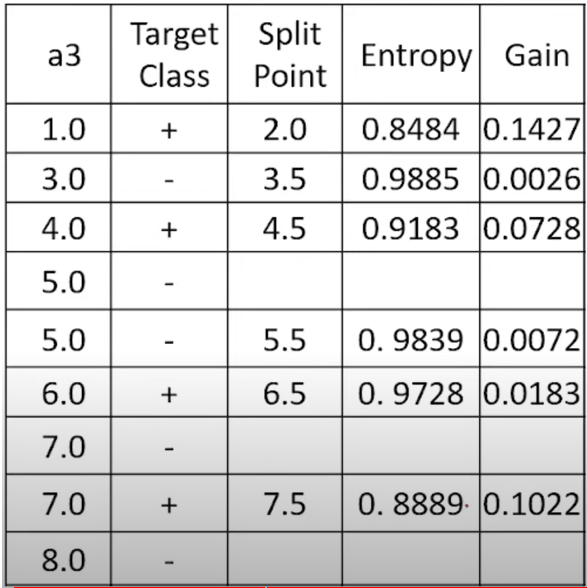 a3 Target Class Split Point Entropy Gain
1.0 + 2.0 0.8484 0.1427
3.0 - 3.5 0.9885 0.0026
4.0 + 4.5 0.9183 0.0728
5.0 -
5.0 - 5.5 0. 9839 0.0072
6.0 + 6.5 0. 9728 0.0183
7.0 -
7.0 + 7.5 0. 8889 0.1022
8.0 -